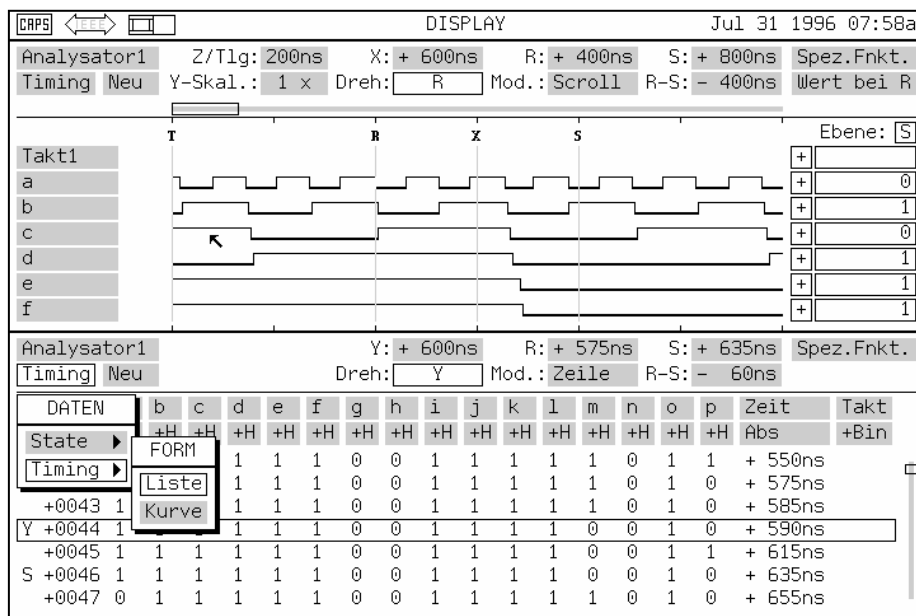 CAPS IEEE DISPLAY Jul 31 1996 07:58a
Analysator1 Z/Tlg: 200ns X: + 600ns R: + 400ns S: + 800ns Spez.Fnkt.
Timing Neu Y-Skal.: 1 x Dreh: R Mod.: Scroll R-S: - 400ns Wert bei R
T R X S Ebene: S
Takt1 +
a + 0
b + 1
c + 0
d + 1
e + 1
f + 1
Analysator1 Y: + 600ns R: + 575ns S: + 635ns Spez.Fnkt.
Timing Neu Dreh: Y Mod.: Zeile R-S: - 60ns
DATEN b c d e f g h i j k l m n o p Zeit Takt
State +H +H +H +H +H +H +H +H +H +H +H +H +H +H +H Abs +Bin
FORM
Timing 1 1 1 0 0 1 1 1 1 1 0 1 1 + 550ns
Liste 1 1 1 0 0 1 1 1 1 1 0 1 0 + 575ns
+0043 1 Kurve 1 1 1 0 0 1 1 1 1 1 0 1 0 + 585ns
Y +0044 1 1 1 1 0 0 1 1 1 1 0 0 1 0 + 590ns
+0045 1 1 1 1 1 1 0 0 1 1 1 1 1 0 1 1 + 615ns
S +0046 1 1 1 1 1 1 0 0 1 1 1 1 0 0 1 0 + 635ns
+0047 0 1 1 1 1 1 0 0 1 1 1 1 1 0 1 0 + 655ns